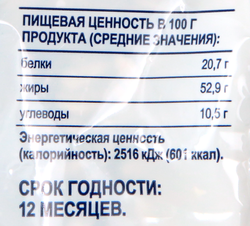 ПИЩЕВАЯ ЦЕННОСТЬ В 100 Г
ПРОДУКТА (СРЕДНИЕ ЗНАЧЕНИЯ):
белки 20,7 г
жиры 52,9 г
углеводы 10,5 г
Энергетическая ценность
(калорийность): 2516 кДж (601 ккал).
СРОК ГОДНОСТИ:
12 МЕСЯЦЕВ.